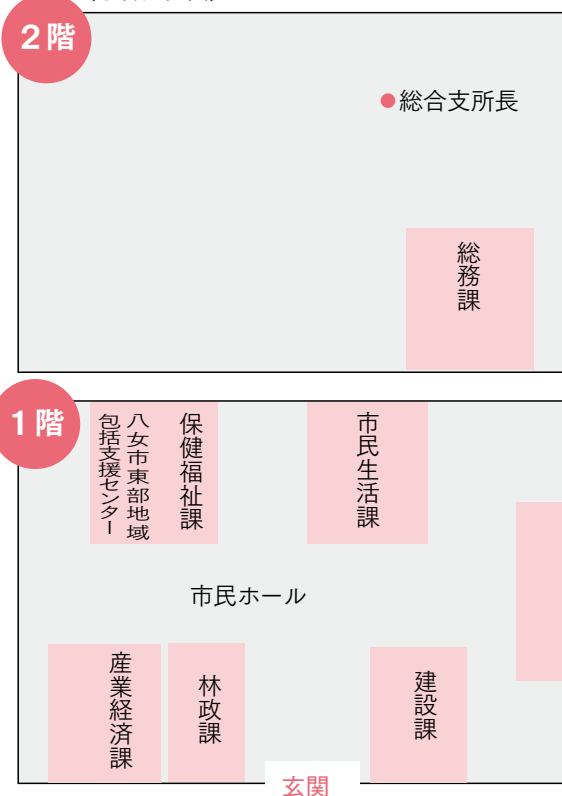 2階
総合支所長
総務課
1階
八女市東部地域
包括支援センター
保健福祉課
市民生活課
市民ホール
産業経済課
林政課
建設課
玄関